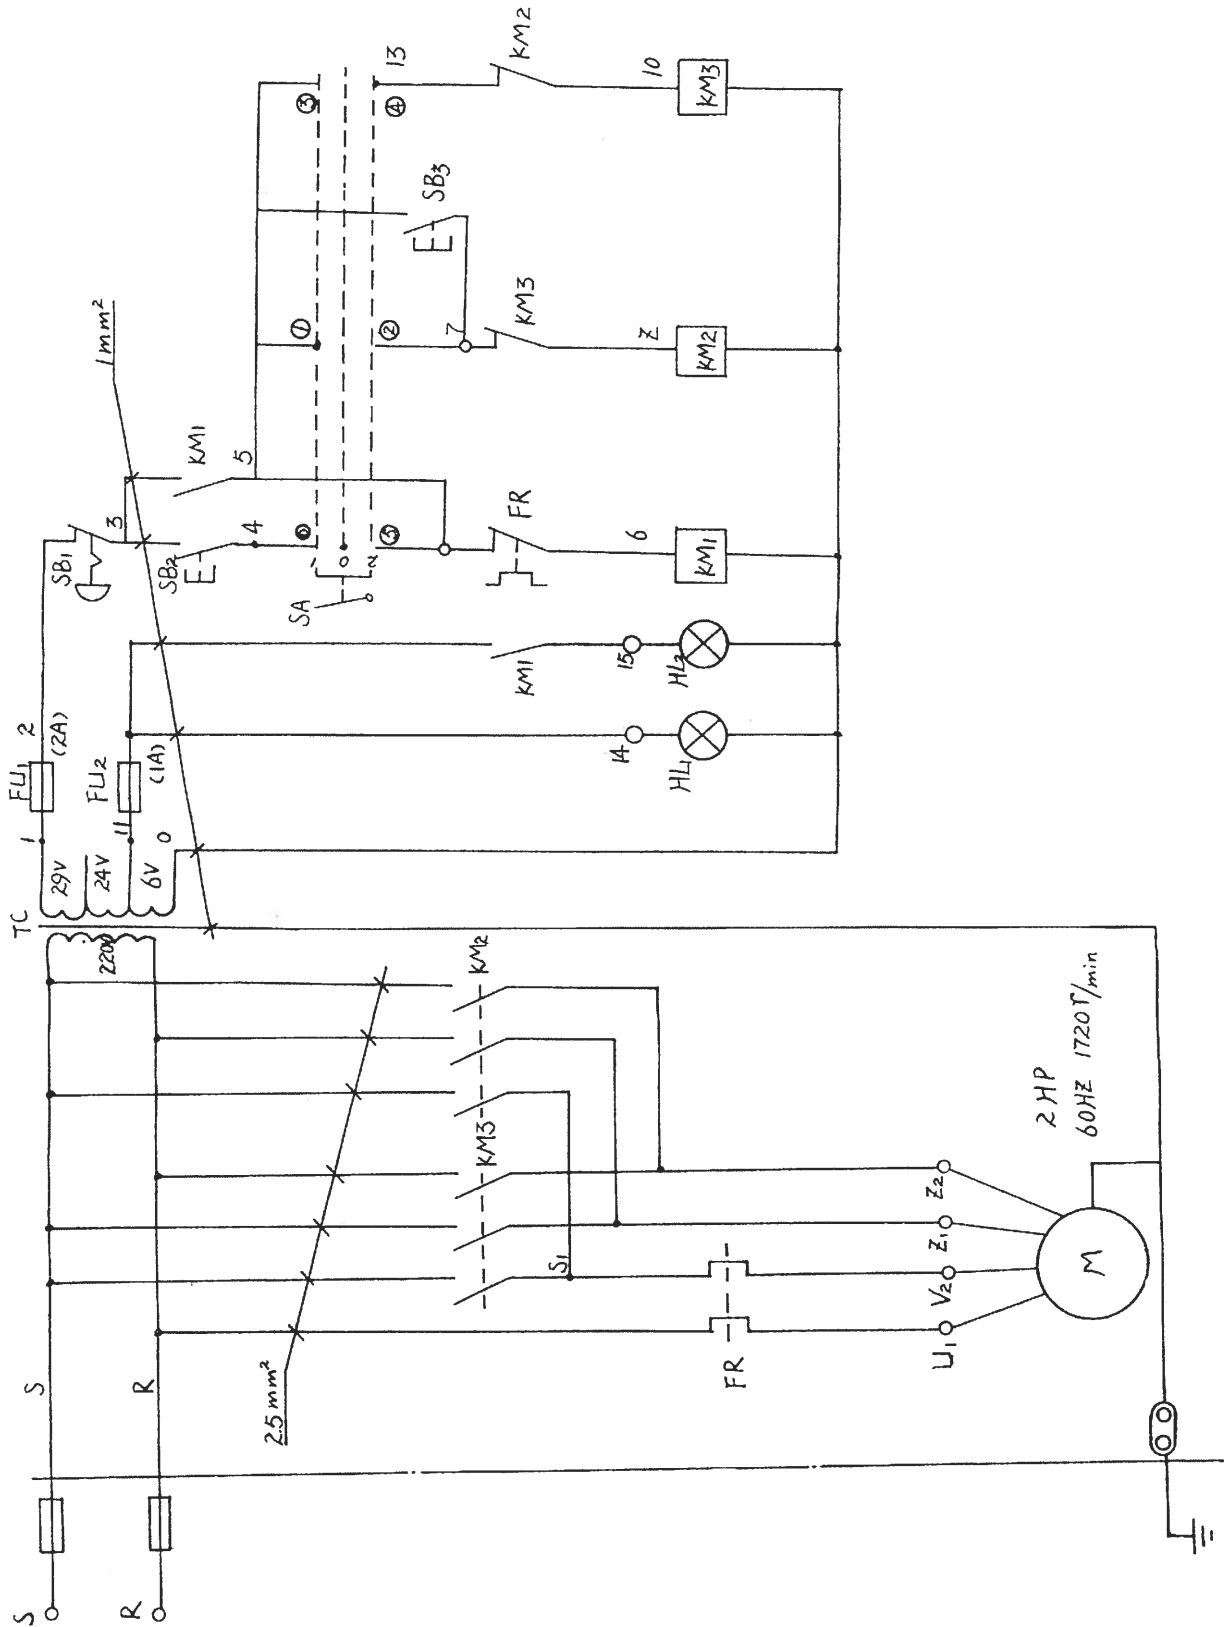 S
R
S
R
2.5mm²
FR
S1
KM3
KM2
U1
V2
Z1
Z2
M
2HP
60HZ 1720r/min
TC
220V
29V
24V
6V
1
11
0
FU1
2
(2A)
FU2
(1A)
1mm²
SB1
3
SB2
4
KM1
5
SA
1
0
2
⑥
⑤
①
②
③
④
13
SB3
7
KM3
KM2
FR
KM1
14
15
6
Z
10
HL1
HL2
KM1
KM2
KM3